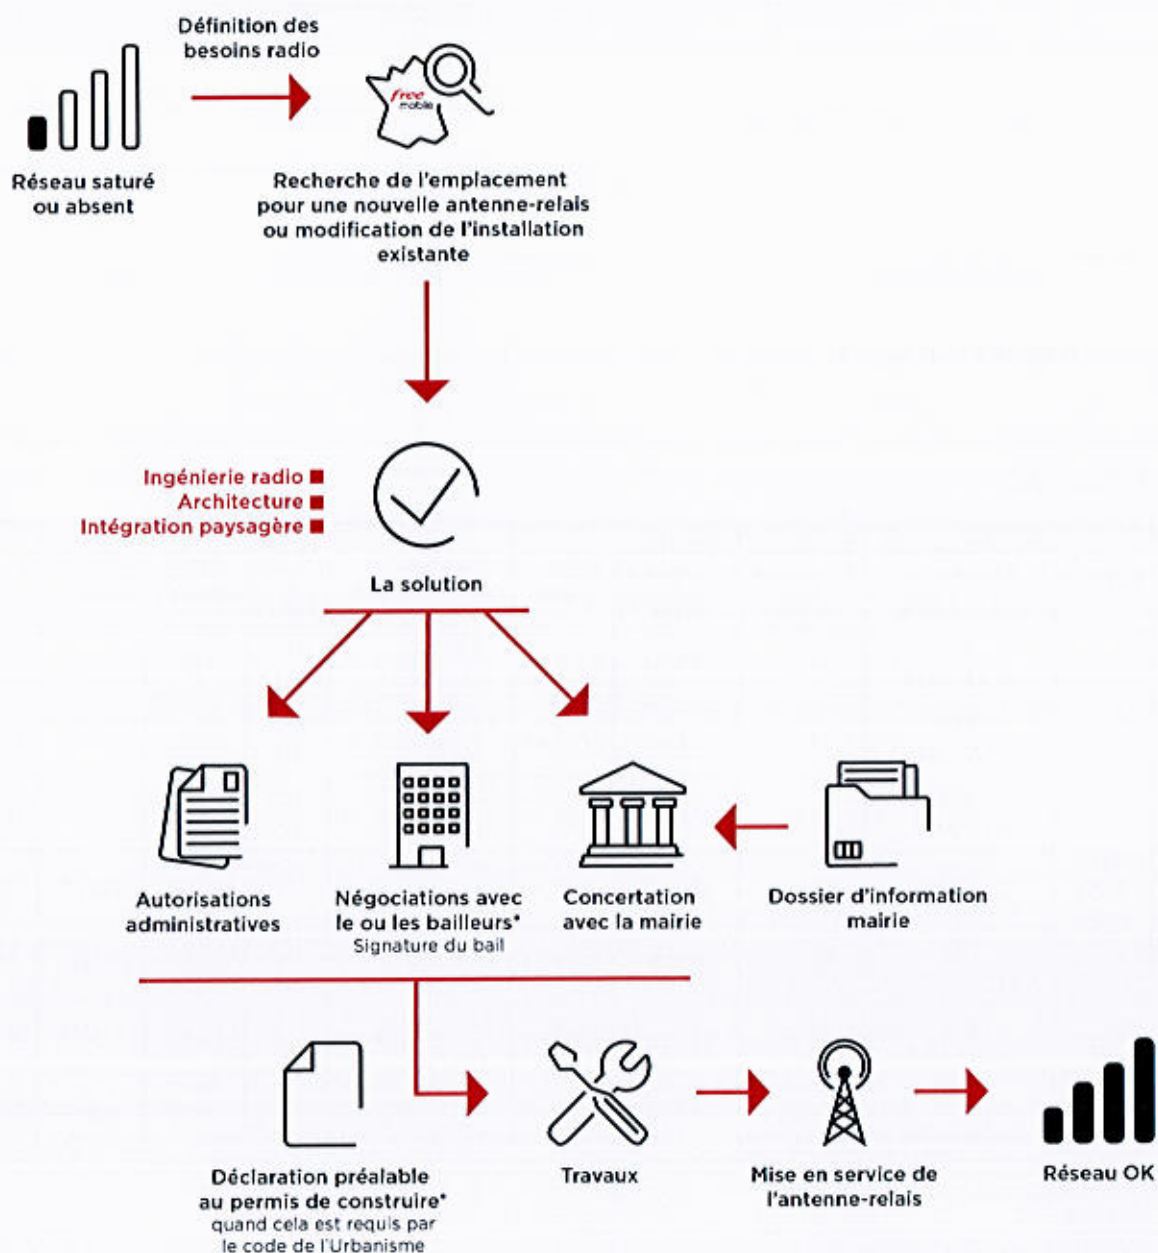 Définition des
besoins radio
free
mobile
Réseau saturé
ou absent
Recherche de l'emplacement
pour une nouvelle antenne-relais
ou modification de l'installation
existante
Ingénierie radio
Architecture
Intégration paysagère
La solution
Autorisations
administratives
Négociations avec
le ou les bailleurs*
Signature du bail
Concertation
avec la mairie
Dossier d'information
mairie
Déclaration préalable
au permis de construire*
quand cela est requis par
le code de l'Urbanisme
Travaux
Mise en service de
l'antenne-relais
Réseau OK